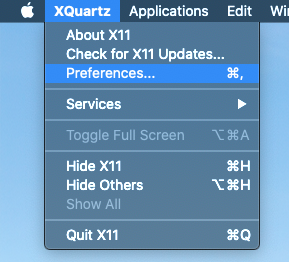 XQuartz Applications Edit
About X11
Check for X11 Updates...
Preferences... ⌘,
Services ▶
Toggle Full Screen ⌥⌘A
Hide X11 ⌘H
Hide Others ⌥⌘H
Show All
Quit X11 ⌘Q